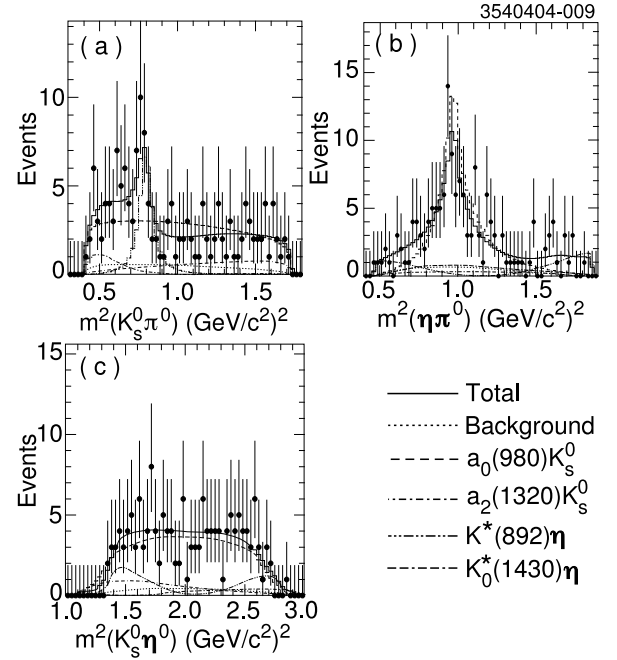 3540404-009
( a )
Events
10
5
0
0.5 1.0 1.5
m²(K⁰ₛπ⁰) (GeV/c²)²
( b )
Events
15
10
5
0
0.5 1.0 1.5
m²(ηπ⁰) (GeV/c²)²
( c )
Events
15
10
5
0
1.0 1.5 2.0 2.5 3.0
m²(K⁰ₛη⁰) (GeV/c²)²
Total
Background
a₀(980)K⁰ₛ
a₂(1320)K⁰ₛ
K*(892)η
K*₀(1430)η